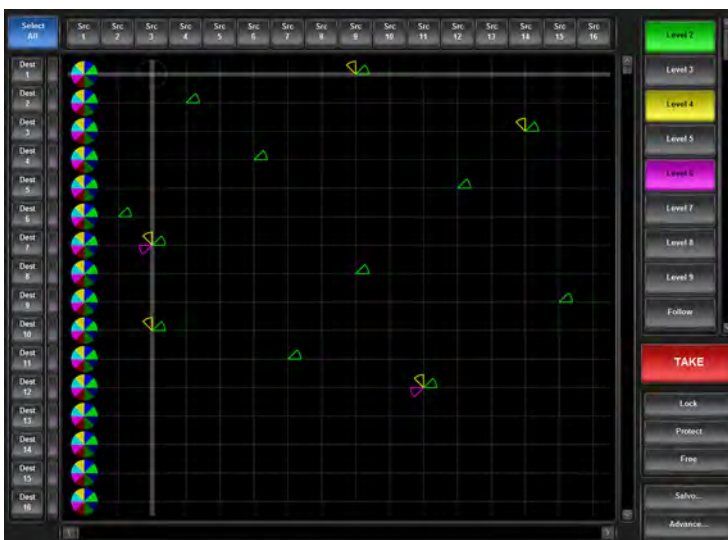 Select
All
Src
1
Src
2
Src
3
Src
4
Src
5
Src
6
Src
7
Src
8
Src
9
Src
10
Src
11
Src
12
Src
13
Src
14
Src
15
Src
16
Dest
1
Dest
2
Dest
3
Dest
4
Dest
5
Dest
6
Dest
7
Dest
8
Dest
9
Dest
10
Dest
11
Dest
12
Dest
13
Dest
14
Dest
15
Dest
16
Level 2
Level 3
Level 4
Level 5
Level 6
Level 7
Level 8
Level 9
Follow
TAKE
Lock
Protect
Free
Salvo...
Advance...